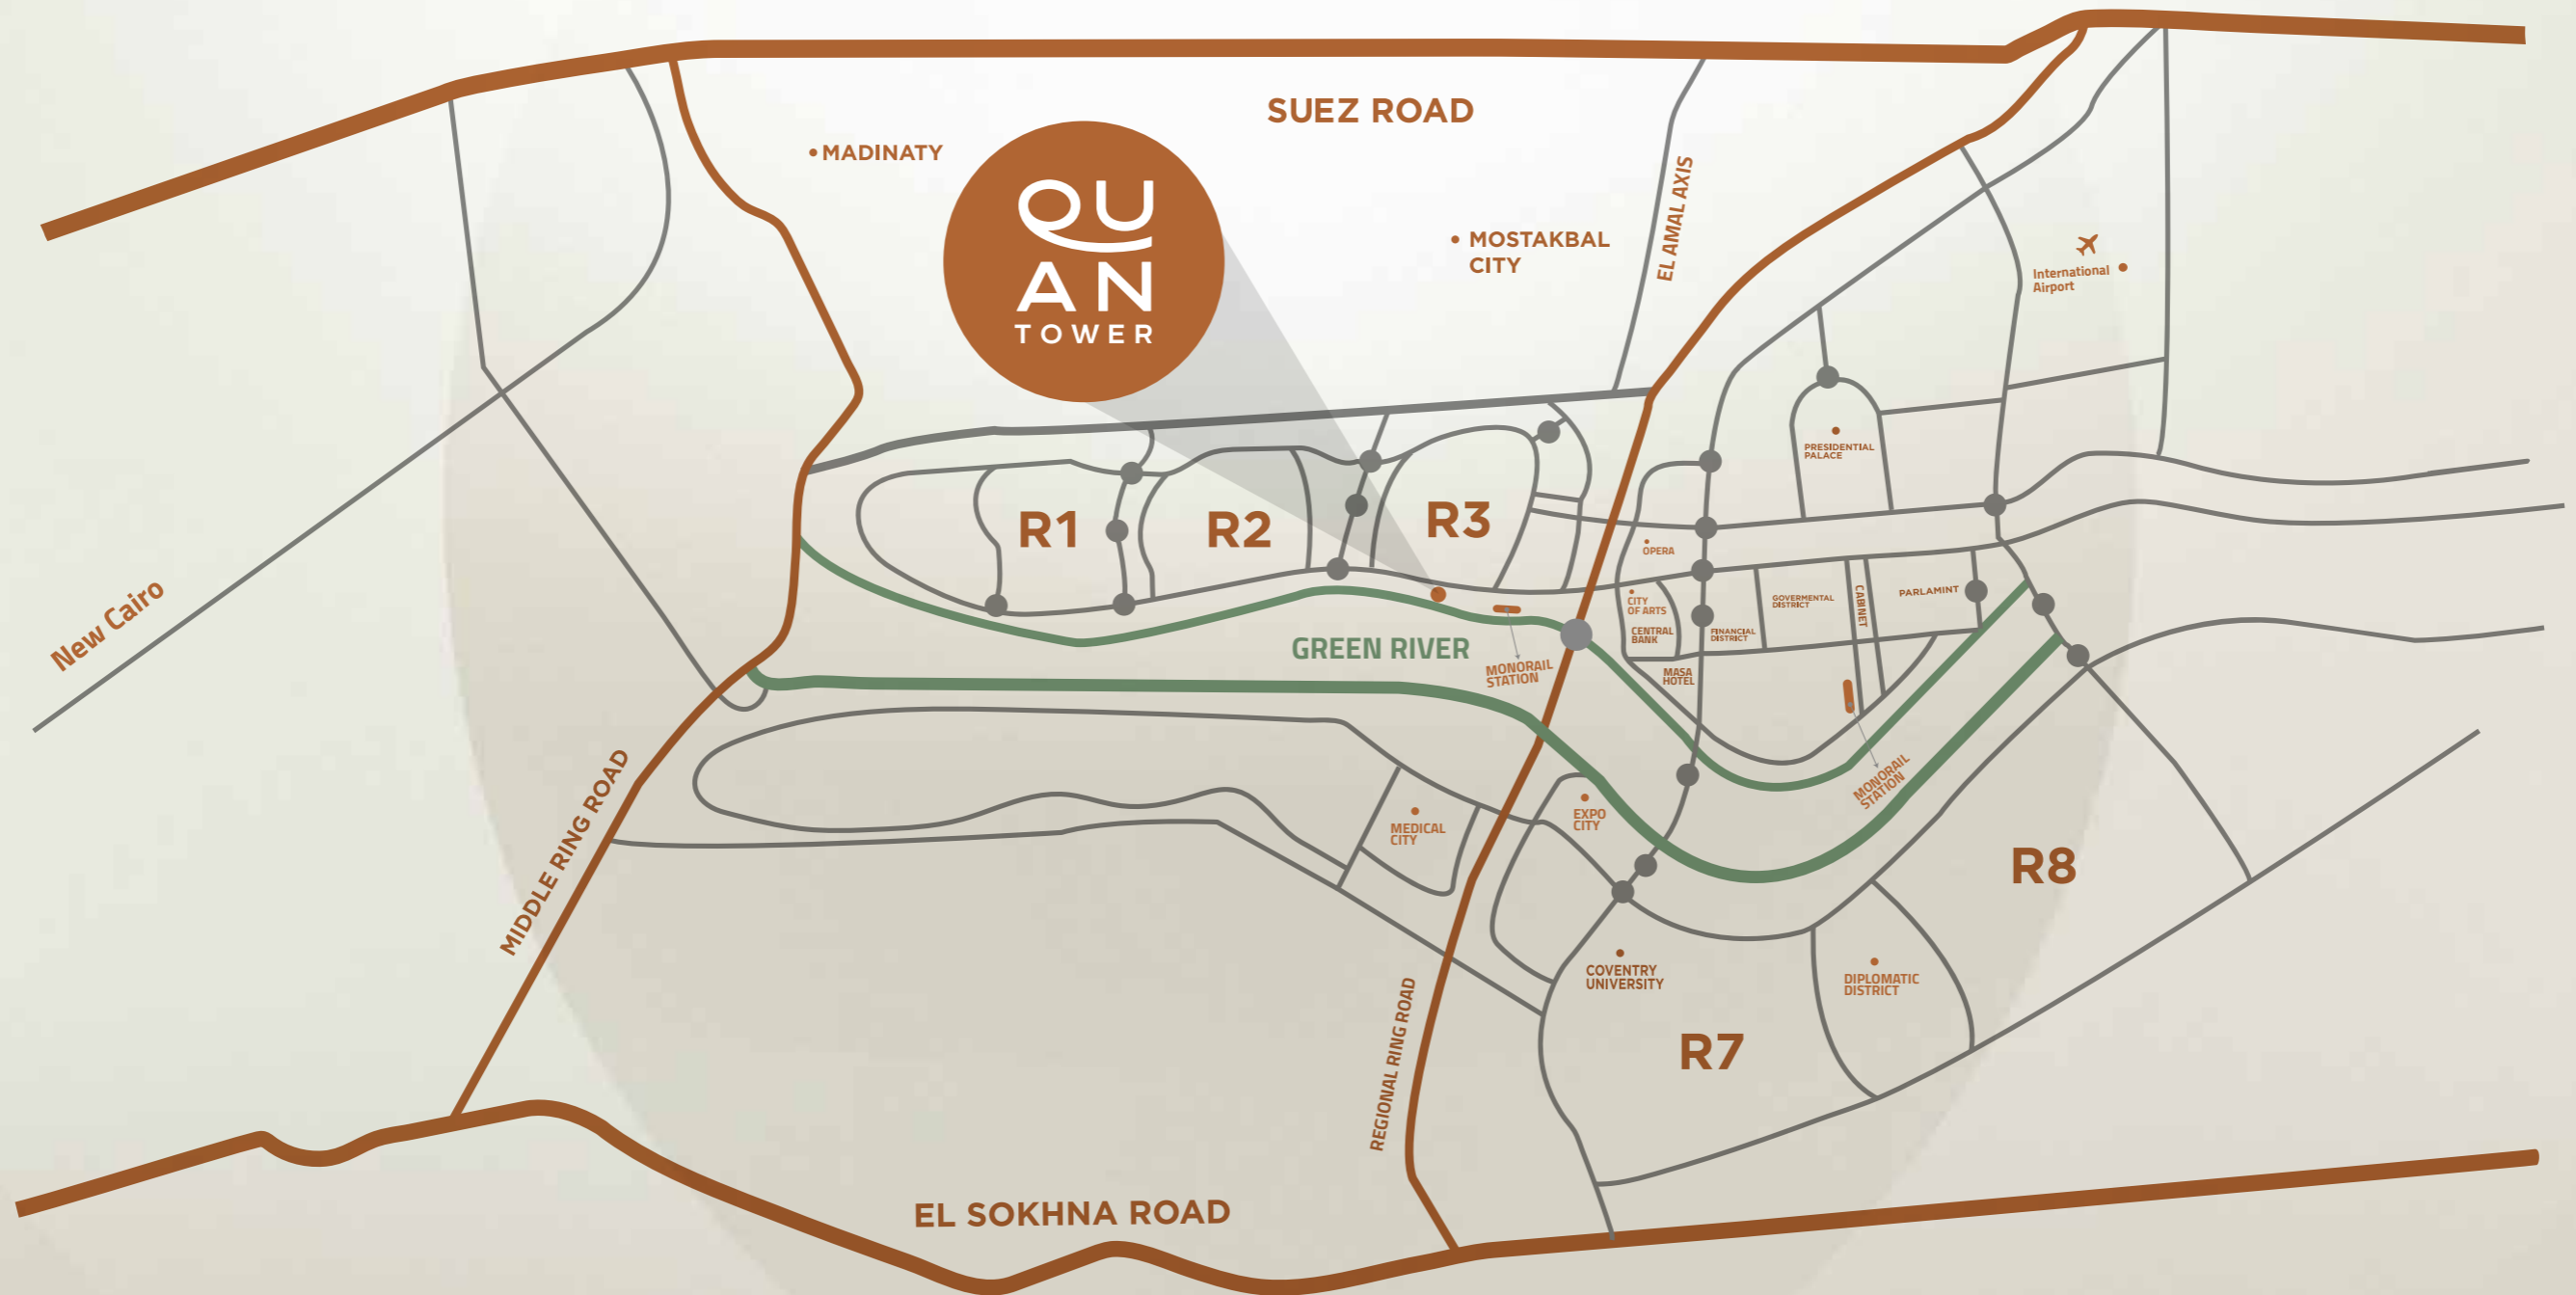 SUEZ ROAD
MADINATY
QU
AN
TOWER
MOSTAKBAL
CITY
EL AMAL AXIS
International
Airport
PRESIDENTIAL
PALACE
R1
R2
R3
OPERA
CITY
OF ARTS
CENTRAL
BANK
FINANCIAL
DISTRICT
GOVERMENTAL
DISTRICT
CABINET
PARLAMINT
New Cairo
GREEN RIVER
MONORAIL
STATION
MASA
HOTEL
MONORAIL
STATION
MIDDLE RING ROAD
MEDICAL
CITY
EXPO
CITY
R8
COVENTRY
UNIVERSITY
DIPLOMATIC
DISTRICT
REGIONAL RING ROAD
R7
EL SOKHNA ROAD